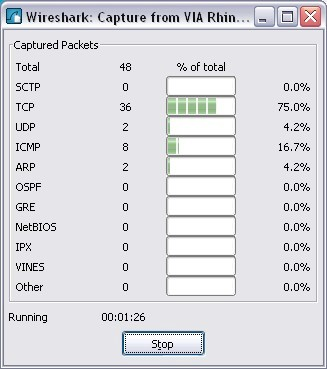 Wireshark: Capture from VIA Rhin...
Captured Packets
Total 48 % of total
SCTP 0 0.0%
TCP 36 75.0%
UDP 2 4.2%
ICMP 8 16.7%
ARP 2 4.2%
OSPF 0 0.0%
GRE 0 0.0%
NetBIOS 0 0.0%
IPX 0 0.0%
VINES 0 0.0%
Other 0 0.0%
Running 00:01:26
Stop